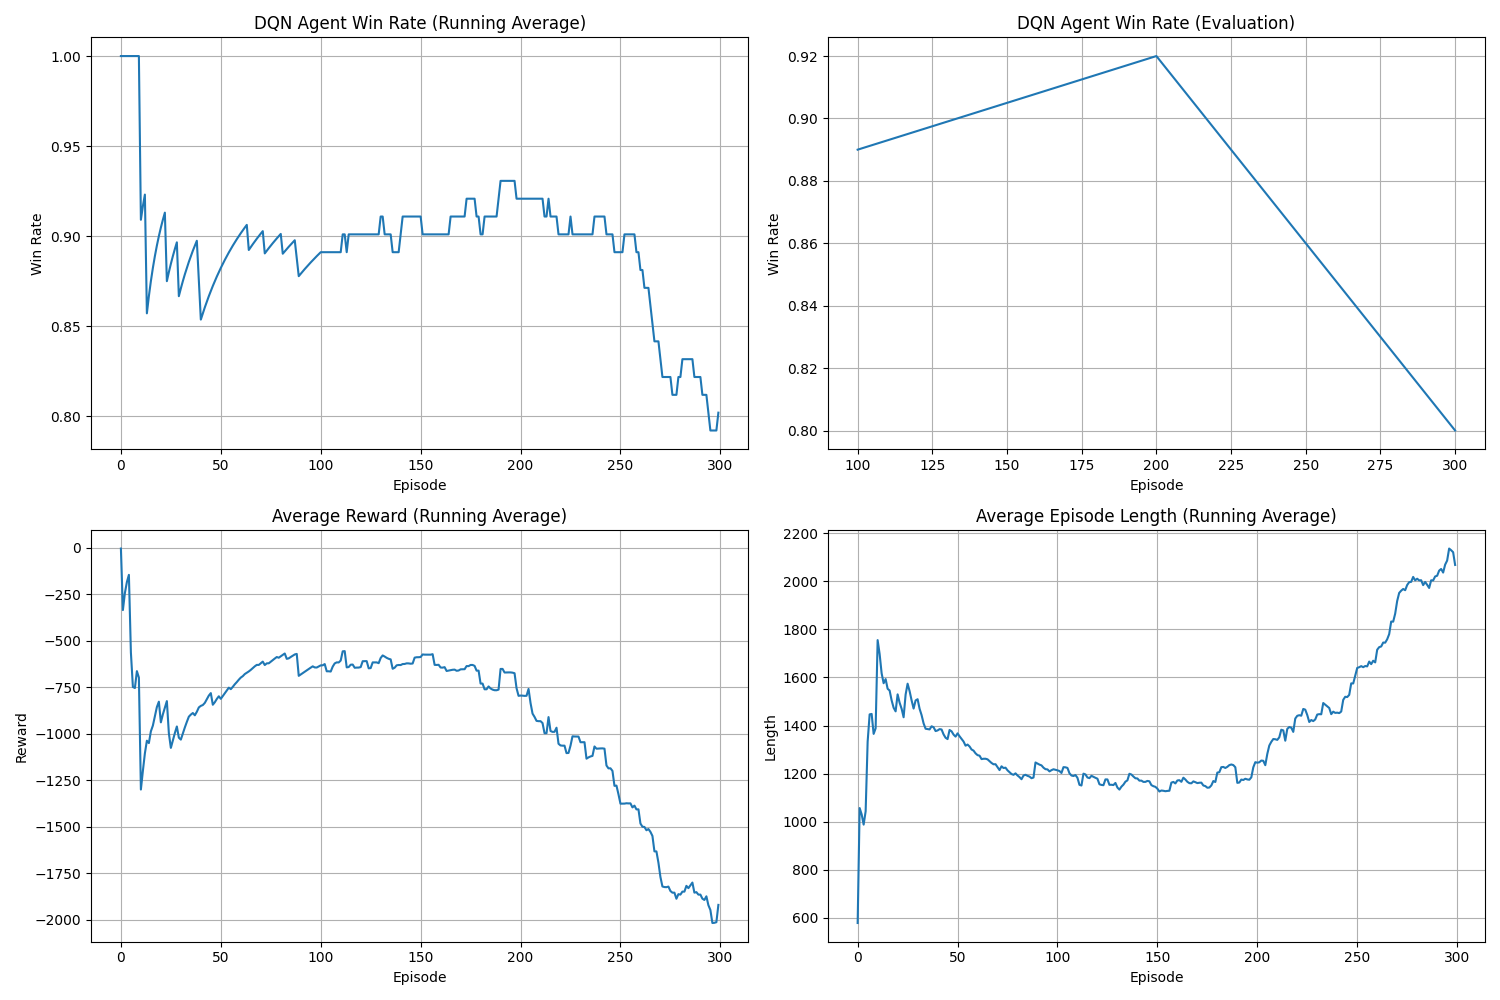 DQN Agent Win Rate (Running Average)
Win Rate
1.00
0.95
0.90
0.85
0.80
0 50 100 150 200 250 300
Episode
DQN Agent Win Rate (Evaluation)
Win Rate
0.92
0.90
0.88
0.86
0.84
0.82
0.80
100 125 150 175 200 225 250 275 300
Episode
Average Reward (Running Average)
Reward
0
−250
−500
−750
−1000
−1250
−1500
−1750
−2000
0 50 100 150 200 250 300
Episode
Average Episode Length (Running Average)
Length
2200
2000
1800
1600
1400
1200
1000
800
600
0 50 100 150 200 250 300
Episode